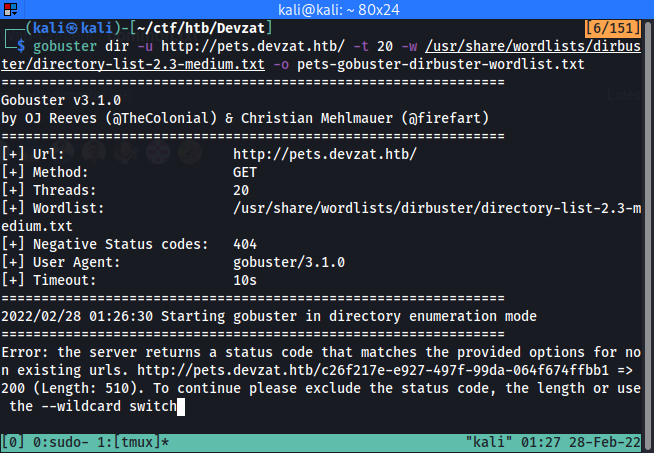 kali@kali: ~ 80x24
(kali㉿kali)-[~/ctf/htb/Devzat] [6/151]
$ gobuster dir -u http://pets.devzat.htb/ -t 20 -w /usr/share/wordlists/dirbus
ter/directory-list-2.3-medium.txt -o pets-gobuster-dirbuster-wordlist.txt
===============================================================
Gobuster v3.1.0
by OJ Reeves (@TheColonial) & Christian Mehlmauer (@firefart)
===============================================================
[+] Url: http://pets.devzat.htb/
[+] Method: GET
[+] Threads: 20
[+] Wordlist: /usr/share/wordlists/dirbuster/directory-list-2.3-m
edium.txt
[+] Negative Status codes: 404
[+] User Agent: gobuster/3.1.0
[+] Timeout: 10s
===============================================================
2022/02/28 01:26:30 Starting gobuster in directory enumeration mode
===============================================================
Error: the server returns a status code that matches the provided options for no
n existing urls. http://pets.devzat.htb/c26f217e-e927-497f-99da-064f674ffbb1 =>
200 (Length: 510). To continue please exclude the status code, the length or use
the --wildcard switch
[0] 0:sudo- 1:[tmux]* "kali" 01:27 28-Feb-22